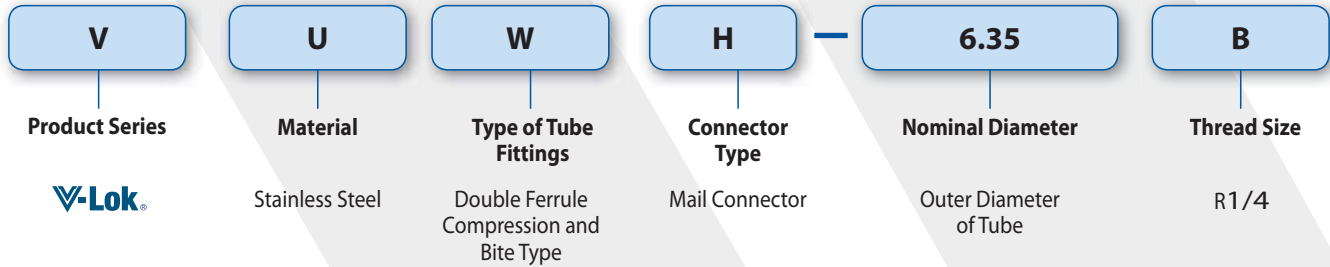 V U W H — 6.35 B
Product Series Material Type of Tube Connector Nominal Diameter Thread Size
Fittings Type
V-Lok® Stainless Steel Double Ferrule Mail Connector Outer Diameter R1/4
Compression and of Tube
Bite Type